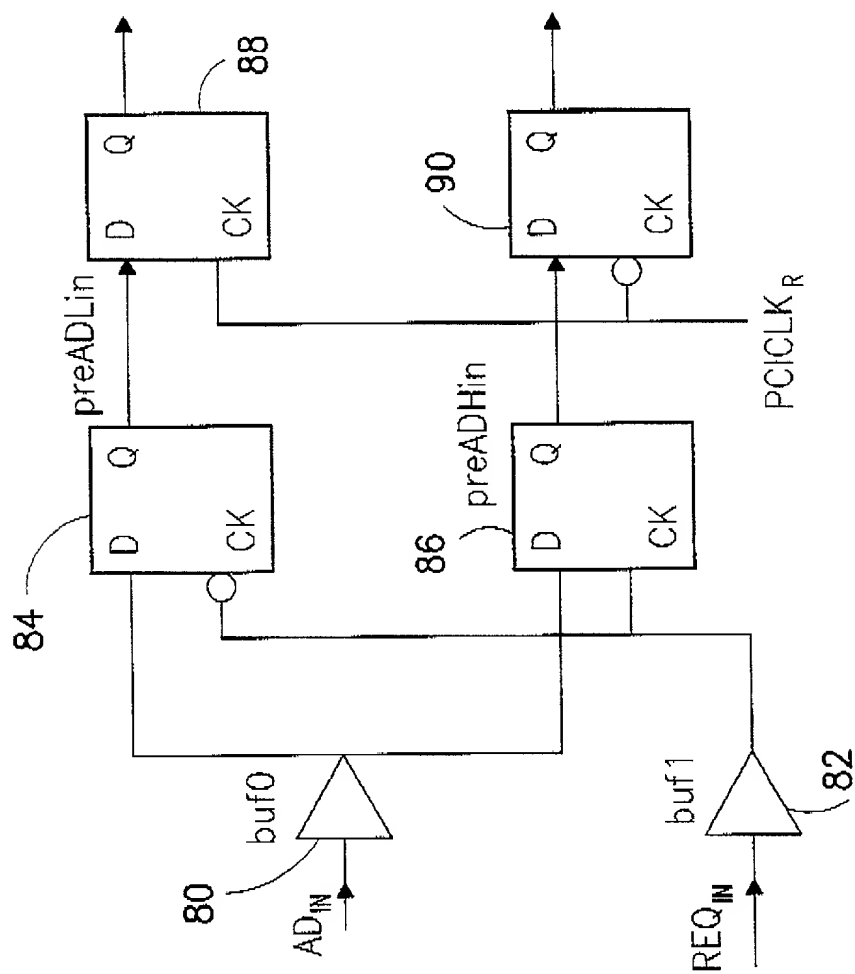 84
D
Q
CK
preADLin
D
Q
CK
88
AD_IN
80
buf0
86
D
Q
CK
preADHin
90
D
Q
CK
REQ_IN
buf1
82
PCICLK_R